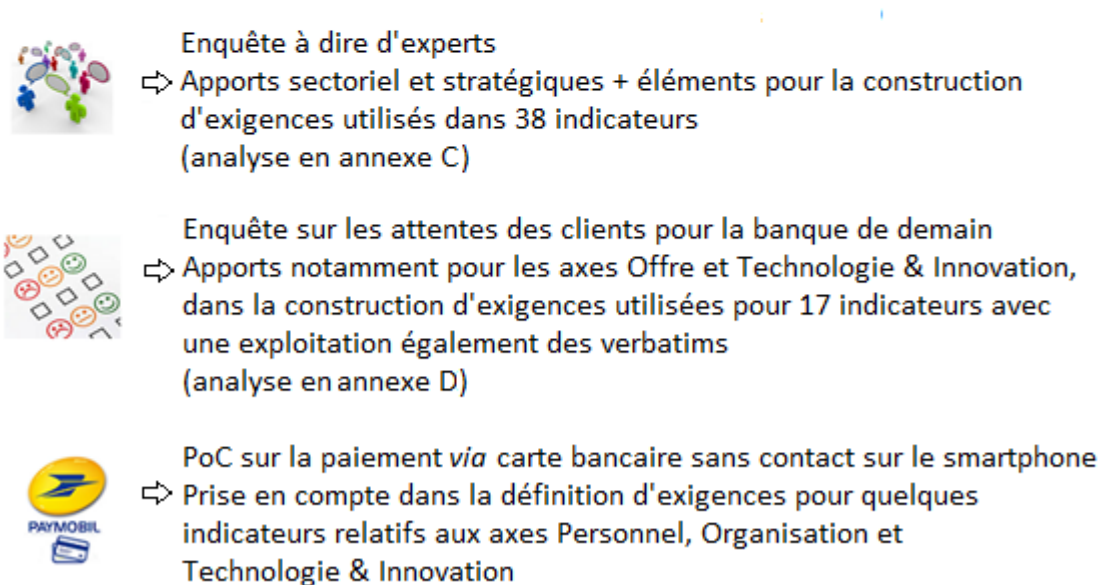 Enquête à dire d'experts
⇨ Apports sectoriel et stratégiques + éléments pour la construction
d'exigences utilisés dans 38 indicateurs
(analyse en annexe C)
Enquête sur les attentes des clients pour la banque de demain
⇨ Apports notamment pour les axes Offre et Technologie & Innovation,
dans la construction d'exigences utilisées pour 17 indicateurs avec
une exploitation également des verbatims
(analyse en annexe D)
PoC sur la paiement via carte bancaire sans contact sur le smartphone
⇨ Prise en compte dans la définition d'exigences pour quelques
indicateurs relatifs aux axes Personnel, Organisation et
Technologie & Innovation
PAYMOBIL